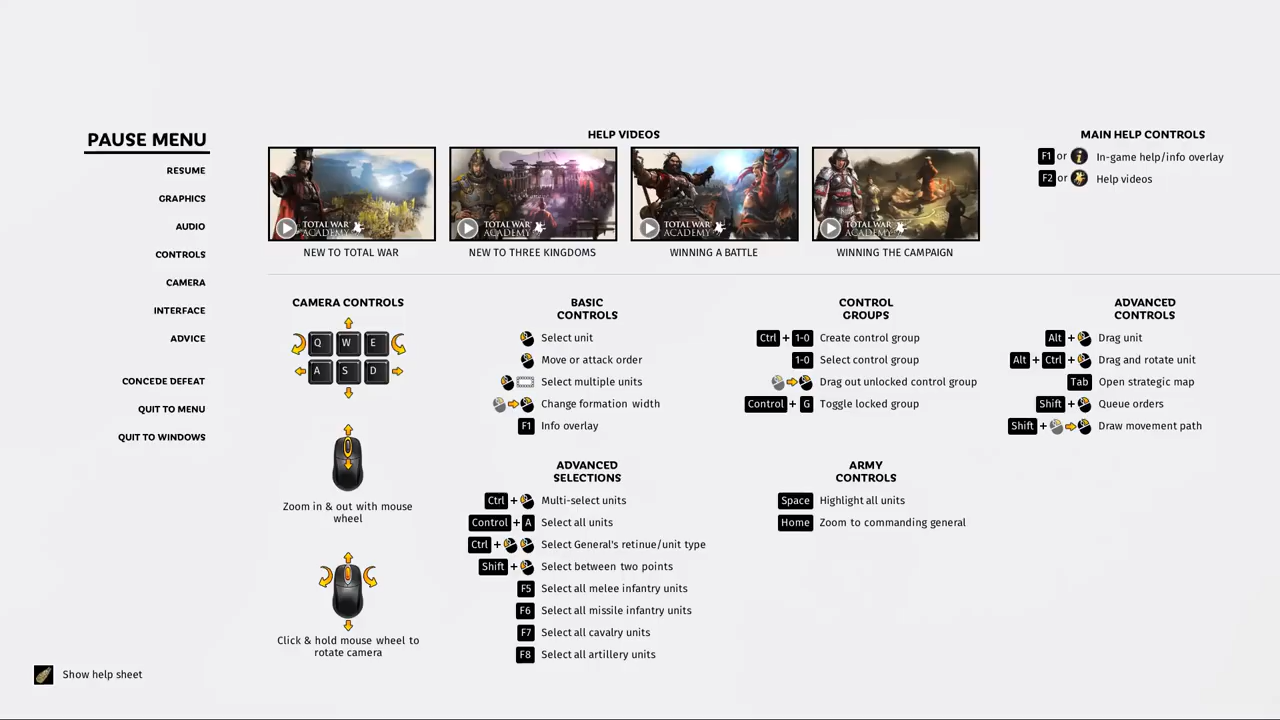 PAUSE MENU
RESUME
GRAPHICS
AUDIO
CONTROLS
CAMERA
INTERFACE
ADVICE
CONCEDE DEFEAT
QUIT TO MENU
QUIT TO WINDOWS
Show help sheet
HELP VIDEOS
TOTAL WAR
ACADEMY
NEW TO TOTAL WAR
TOTAL WAR
ACADEMY
NEW TO THREE KINGDOMS
TOTAL WAR
ACADEMY
WINNING A BATTLE
TOTAL WAR
ACADEMY
WINNING THE CAMPAIGN
MAIN HELP CONTROLS
F1 or In-game help/info overlay
F2 or Help videos
CAMERA CONTROLS
Q W E
A S D
Zoom in & out with mouse
wheel
Click & hold mouse wheel to
rotate camera
BASIC
CONTROLS
Select unit
Move or attack order
Select multiple units
Change formation width
F1 Info overlay
ADVANCED
SELECTIONS
Ctrl + Multi-select units
Control + A Select all units
Ctrl + Select General's retinue/unit type
Shift + Select between two points
F5 Select all melee infantry units
F6 Select all missile infantry units
F7 Select all cavalry units
F8 Select all artillery units
CONTROL
GROUPS
Ctrl + 1-0 Create control group
1-0 Select control group
Drag out unlocked control group
Control + G Toggle locked group
ARMY
CONTROLS
Space Highlight all units
Home Zoom to commanding general
ADVANCED
CONTROLS
Alt + Drag unit
Alt + Ctrl + Drag and rotate unit
Tab Open strategic map
Shift + Queue orders
Shift + Draw movement path